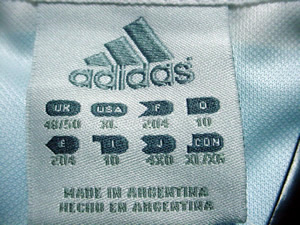 adidas
UK USA F D
48/50 XL 204 10
E I J CDN
204 10 4XO XL/XG
MADE IN ARGENTINA
HECHO EN ARGENTINA